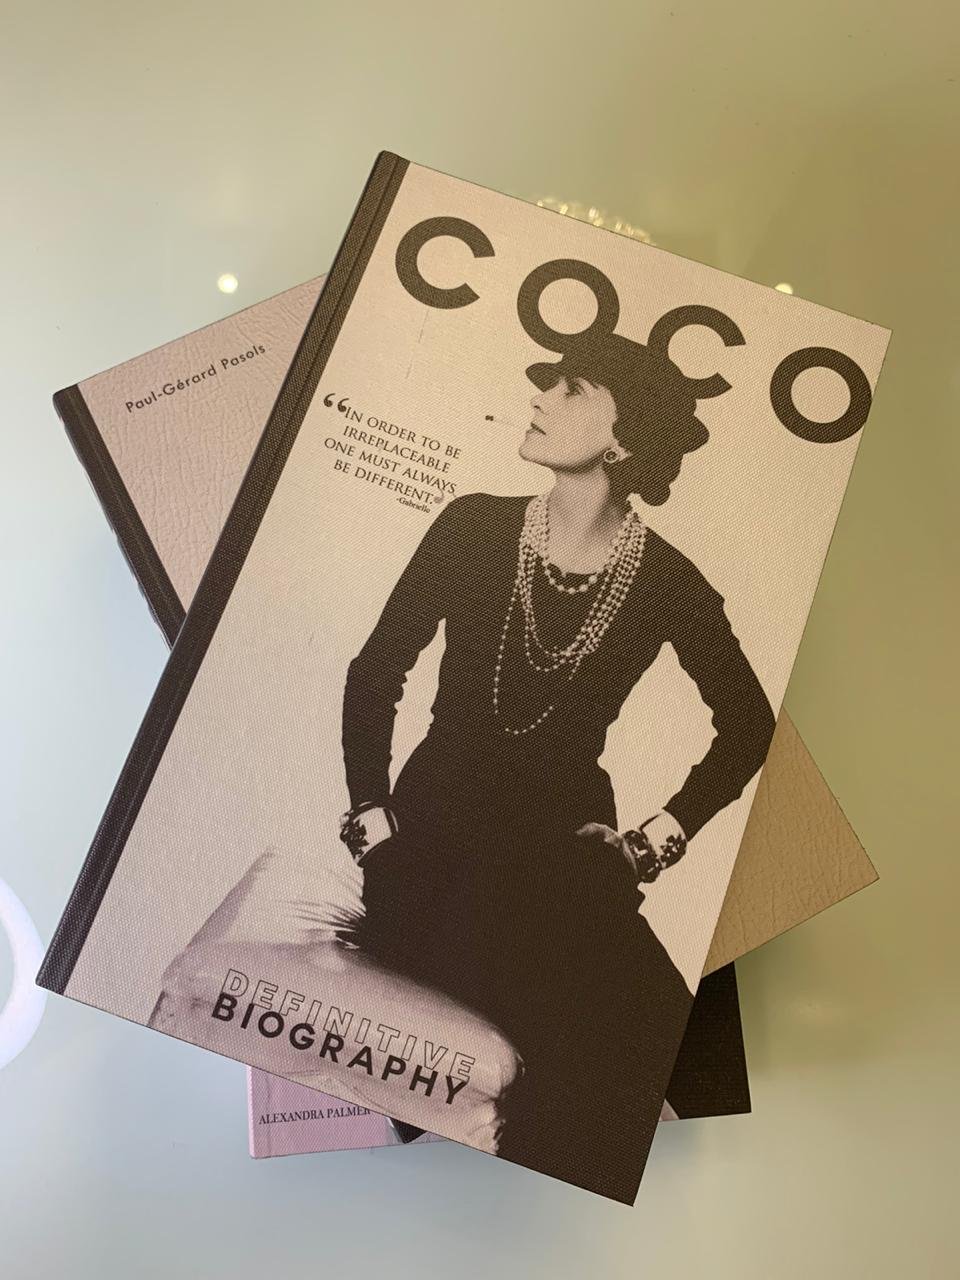 COCO
Paul-Gérard Pasols
“IN ORDER TO BE
IRREPLACEABLE
ONE MUST ALWAYS
BE DIFFERENT.”
-Gabrielle
DEFINITIVE
BIOGRAPHY
ALEXANDRA PALMER